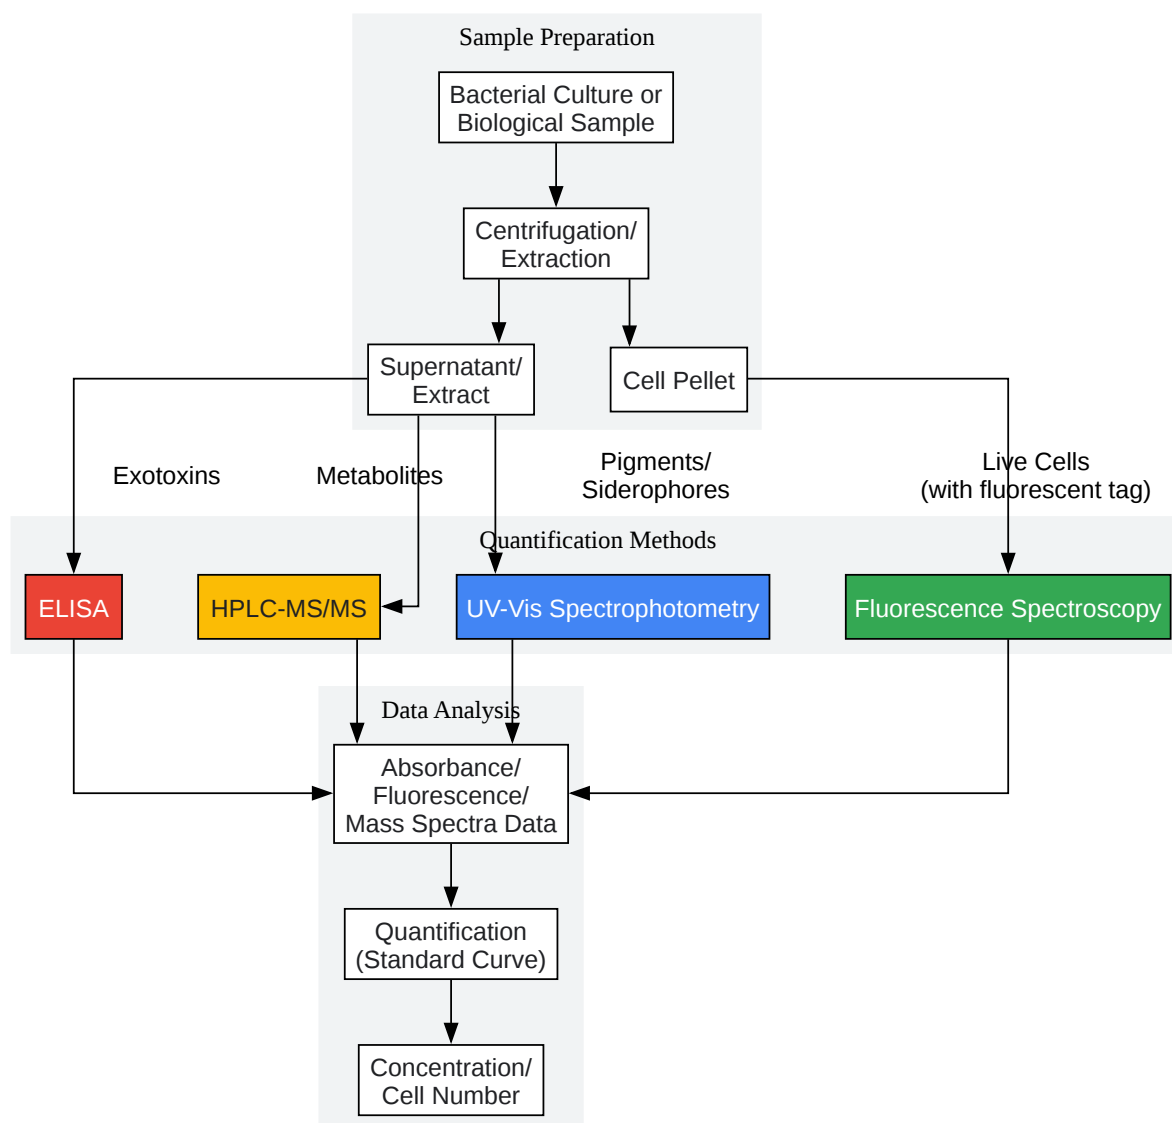 Sample Preparation
Bacterial Culture or
Biological Sample
Centrifugation/
Extraction
Supernatant/
Extract
Cell Pellet
Exotoxins
Metabolites
Pigments/
Siderophores
Live Cells
(with fluorescent tag)
Quantification Methods
ELISA
HPLC-MS/MS
UV-Vis Spectrophotometry
Fluorescence Spectroscopy
Data Analysis
Absorbance/
Fluorescence/
Mass Spectra Data
Quantification
(Standard Curve)
Concentration/
Cell Number